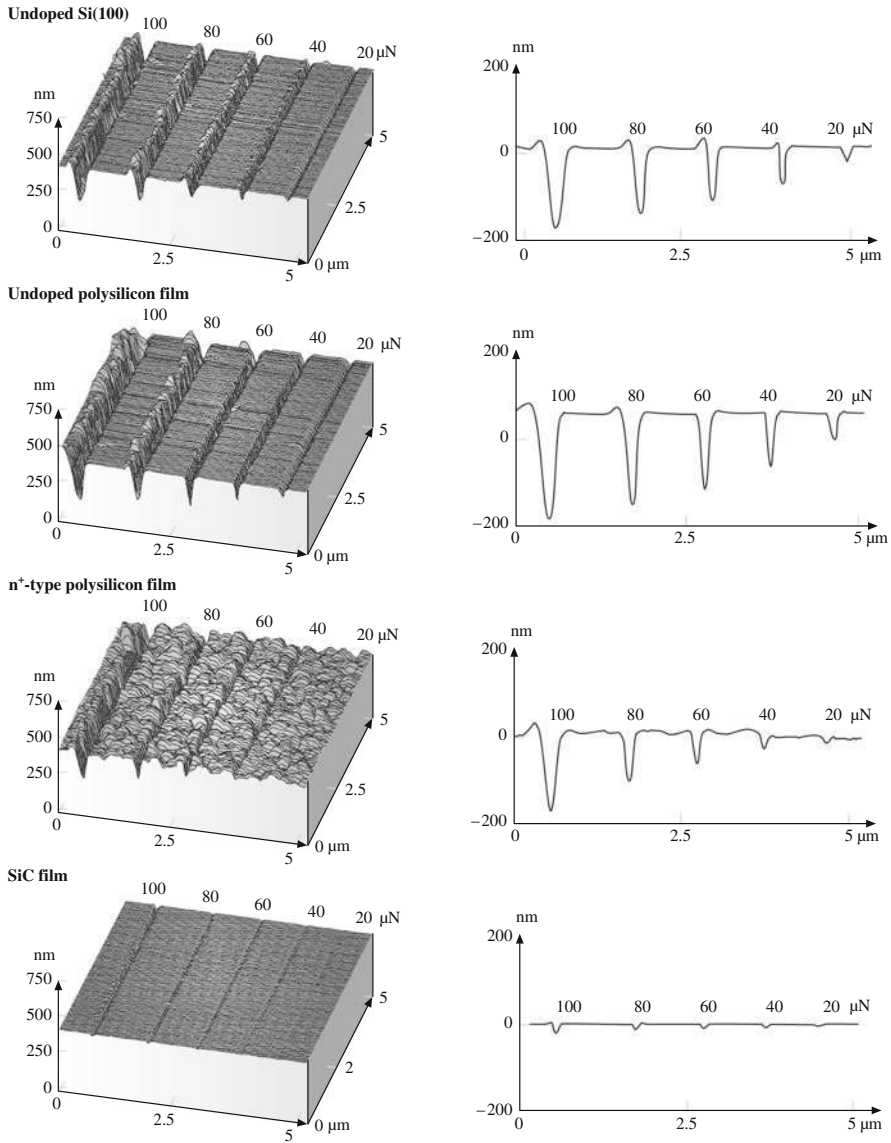 Undoped Si(100)
100 80 60 40 20 µN
nm
750
500
250
0
0 2.5 5 0 µm
2.5
5
nm
200
0
−200
100 80 60 40 20 µN
0 2.5 5 µm
Undoped polysilicon film
100 80 60 40 20 µN
nm
750
500
250
0
0 2.5 5 0 µm
2.5
5
nm
200
0
−200
100 80 60 40 20 µN
0 2.5 5 µm
n⁺-type polysilicon film
100 80 60 40 20 µN
nm
750
500
250
0
0 2.5 5 0 µm
2.5
5
nm
200
0
−200
100 80 60 40 20 µN
0 2.5 5 µm
SiC film
100 80 60 40 20 µN
nm
750
500
250
0
0 2.5 5 0 µm
2
5
nm
200
0
−200
100 80 60 40 20 µN
0 2.5 5 µm